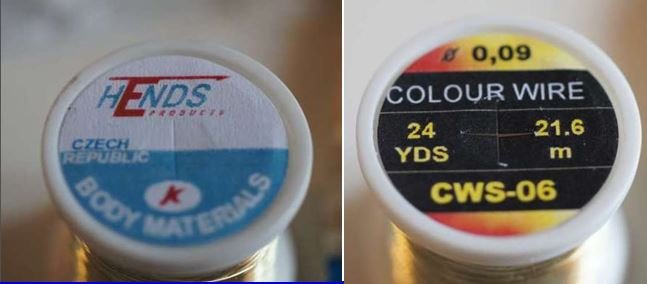 HENDS
PRODUCTS
CZECH
REPUBLIC
K
BODY MATERIALS
ø 0,09
COLOUR WIRE
24 21.6
YDS m
CWS-06